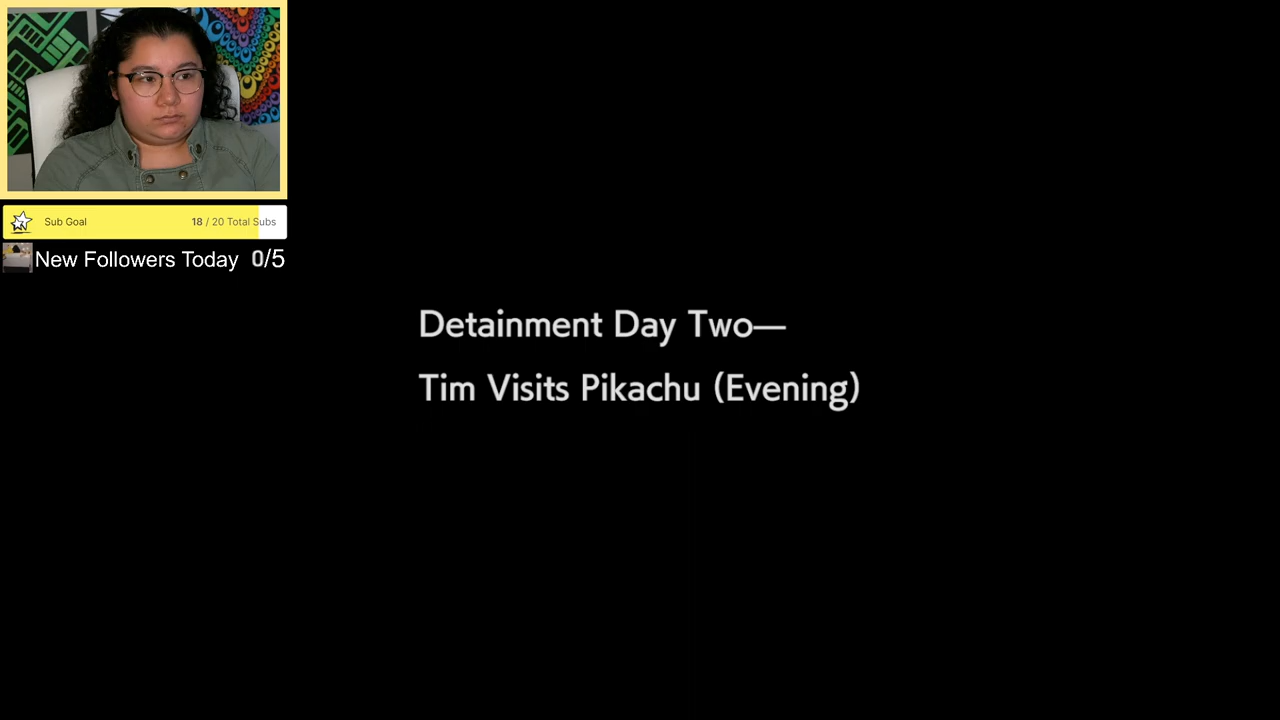 Sub Goal 18 / 20 Total Subs
New Followers Today 0/5
Detainment Day Two—
Tim Visits Pikachu (Evening)